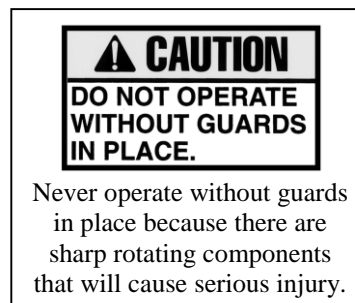 CAUTION
DO NOT OPERATE
WITHOUT GUARDS
IN PLACE.
Never operate without guards
in place because there are
sharp rotating components
that will cause serious injury.